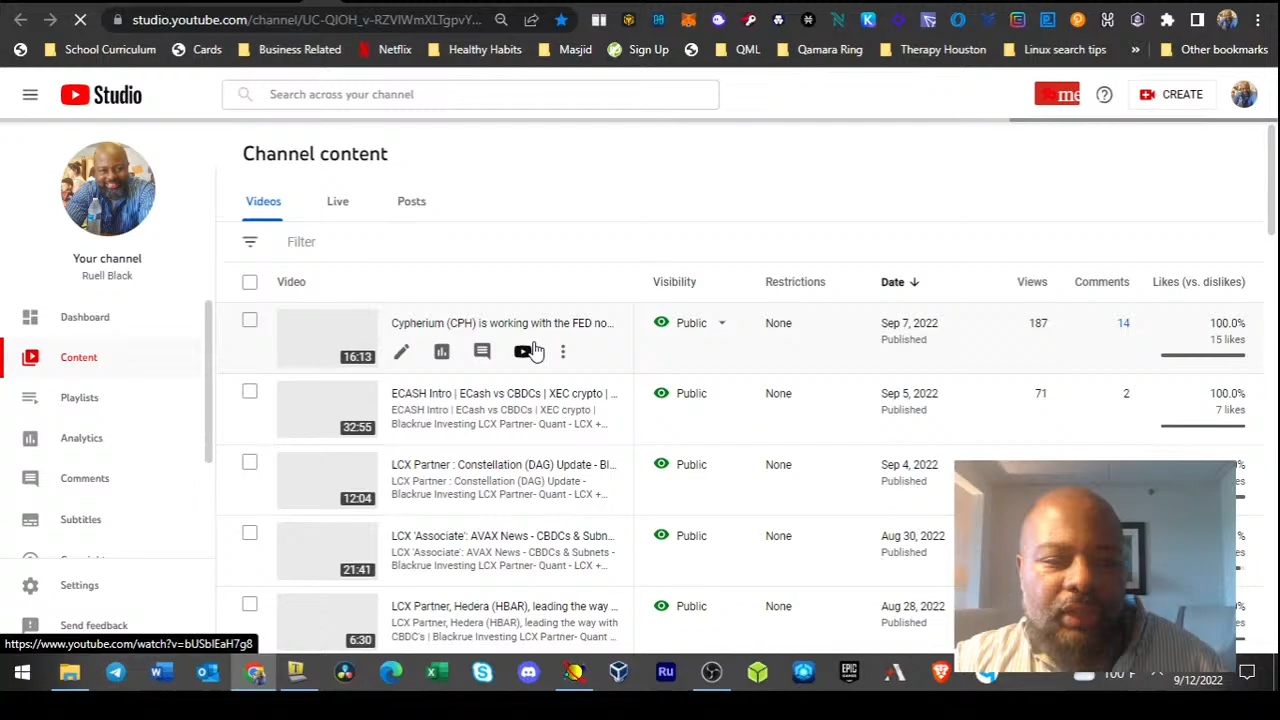 studio.youtube.com/channel/UC-QIOH_v-RZVIWmXLTgpvY...
School Curriculum
Cards
Business Related
Netflix
Healthy Habits
Masjid
Sign Up
QML
Qamara Ring
Therapy Houston
Linux search tips
»
Other bookmarks
Studio
Search across your channel
me
CREATE
Channel content
Videos
Live
Posts
Filter
Your channel
Ruell Black
Dashboard
Content
Playlists
Analytics
Comments
Subtitles
Settings
Send feedback
Video
Visibility
Restrictions
Date
Views
Comments
Likes (vs. dislikes)
16:13
Cypherium (CPH) is working with the FED no...
Public
None
Sep 7, 2022
Published
187
14
100.0%
15 likes
32:55
ECASH Intro | ECash vs CBDCs | XEC crypto | ...
ECASH Intro | ECash vs CBDCs | XEC crypto |
Blackrue Investing LCX Partner- Quant - LCX +...
Public
None
Sep 5, 2022
Published
71
2
100.0%
7 likes
12:04
LCX Partner : Constellation (DAG) Update - Bl...
LCX Partner : Constellation (DAG) Update -
Blackrue Investing LCX Partner- Quant - LCX +...
Public
None
Sep 4, 2022
Published
21:41
LCX 'Associate': AVAX News - CBDCs & Subn...
LCX 'Associate': AVAX News - CBDCs & Subnets -
Blackrue Investing LCX Partner- Quant - LCX +...
Public
None
Aug 30, 2022
Published
6:30
LCX Partner, Hedera (HBAR), leading the way ...
LCX Partner, Hedera (HBAR), leading the way with
CBDC's | Blackrue Investing LCX Partner- Quant ...
Public
None
Aug 28, 2022
Published
https://www.youtube.com/watch?v=bUSbIEaH7g8
Ru
EPIC
GAMES
100°F
9/12/2022